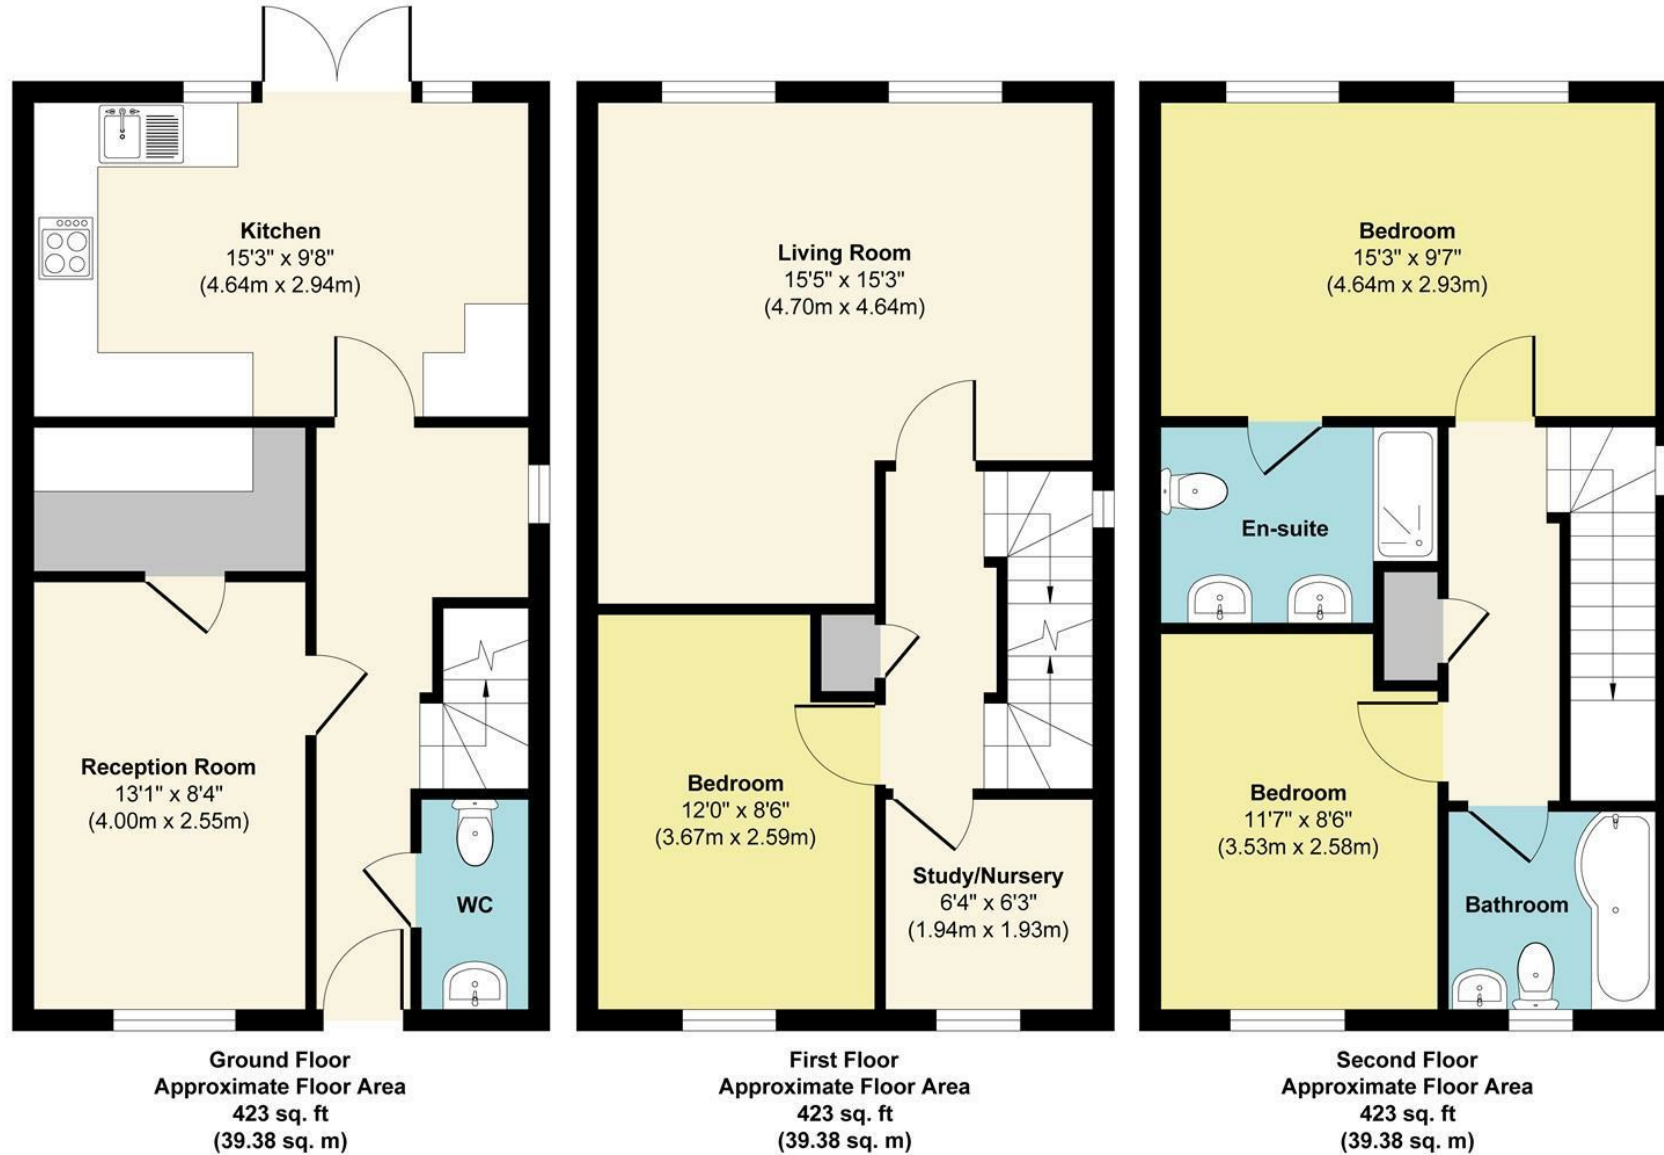 Kitchen
15'3" x 9'8"
(4.64m x 2.94m)
Reception Room
13'1" x 8'4"
(4.00m x 2.55m)
WC
Ground Floor
Approximate Floor Area
423 sq. ft
(39.38 sq. m)
Living Room
15'5" x 15'3"
(4.70m x 4.64m)
Bedroom
12'0" x 8'6"
(3.67m x 2.59m)
Study/Nursery
6'4" x 6'3"
(1.94m x 1.93m)
First Floor
Approximate Floor Area
423 sq. ft
(39.38 sq. m)
Bedroom
15'3" x 9'7"
(4.64m x 2.93m)
En-suite
Bedroom
11'7" x 8'6"
(3.53m x 2.58m)
Bathroom
Second Floor
Approximate Floor Area
423 sq. ft
(39.38 sq. m)